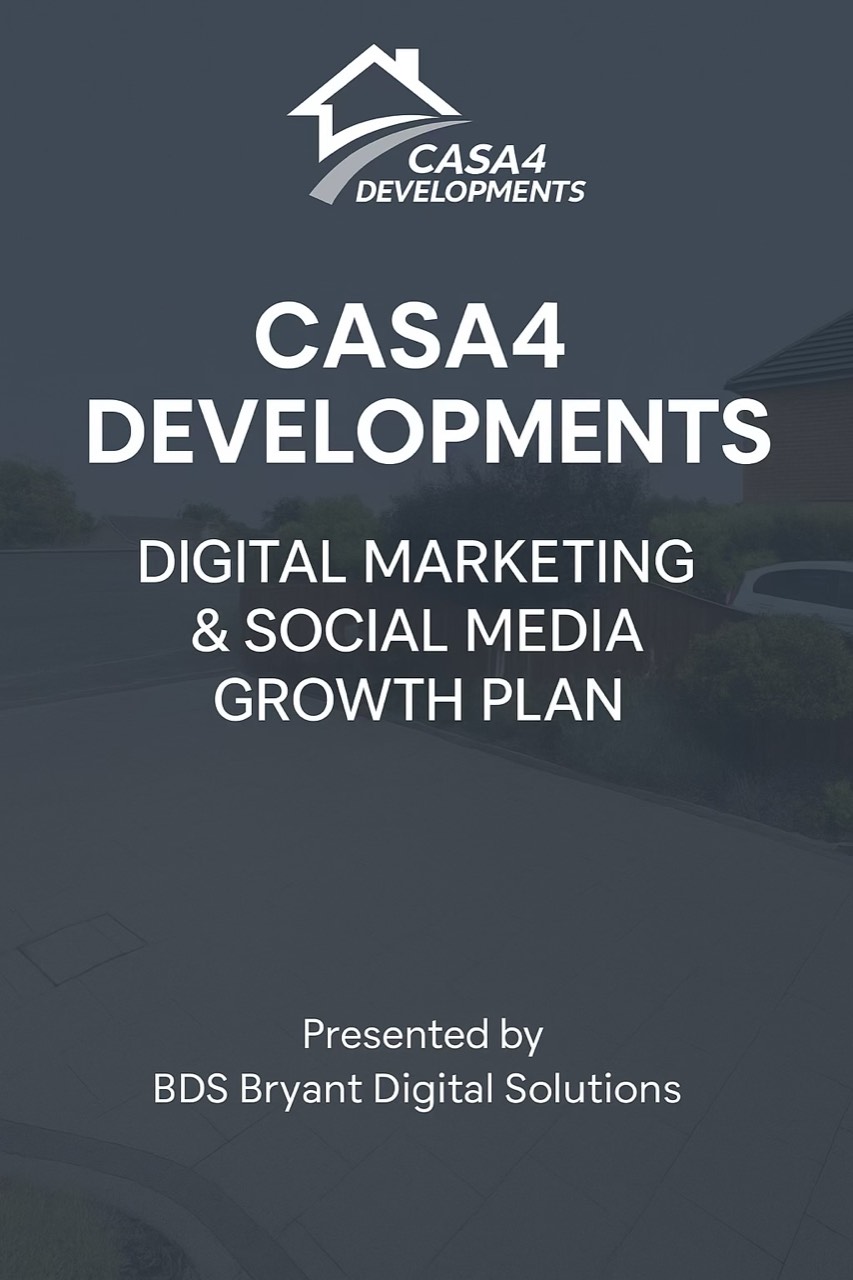 CASA4
DEVELOPMENTS
CASA4
DEVELOPMENTS
DIGITAL MARKETING
& SOCIAL MEDIA
GROWTH PLAN
Presented by
BDS Bryant Digital Solutions